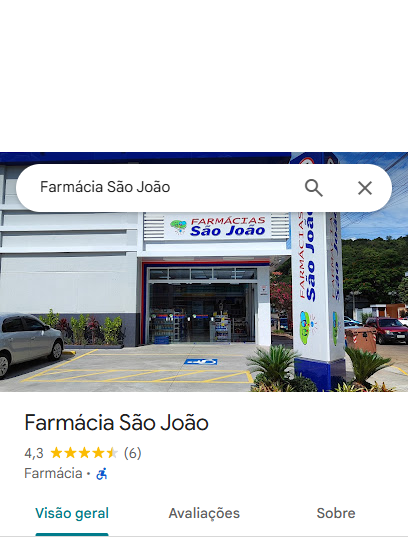 Farmácia São João
FARMÁCIAS
São João
FARMÁCIAS
São João
Farmácia São João
4,3 (6)
Farmácia ·
Visão geral
Avaliações
Sobre